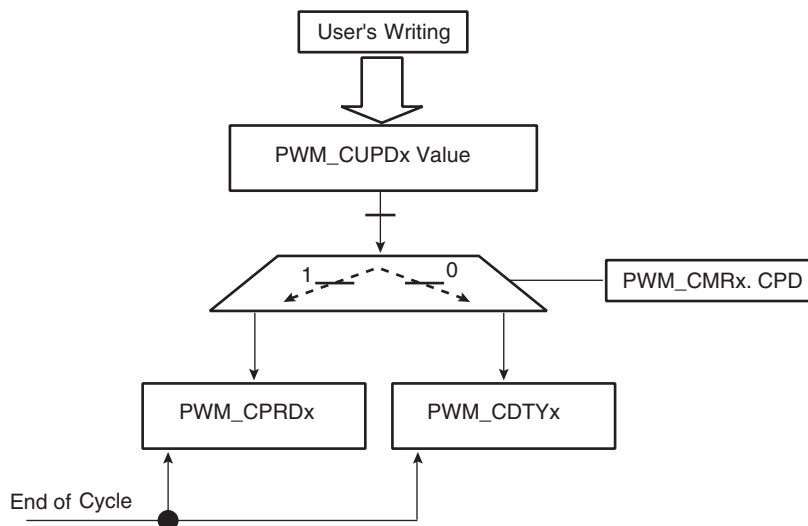 User's Writing
PWM_CUPDx Value
1
0
PWM_CMRx. CPD
PWM_CPRDx
PWM_CDTYx
End of Cycle